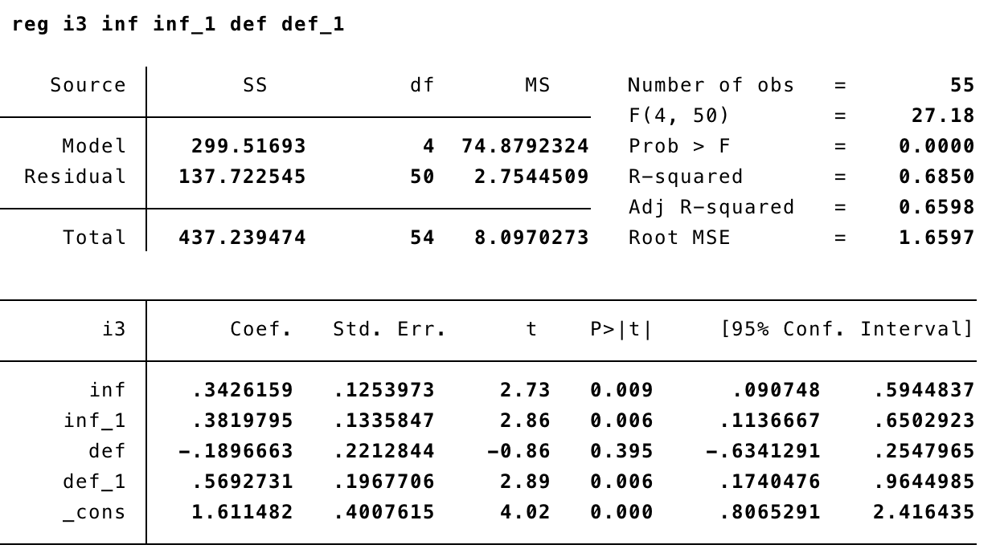 reg i3 inf inf_1 def def_1
Source SS df MS Number of obs = 55
F(4, 50) = 27.18
Model 299.51693 4 74.8792324 Prob > F = 0.0000
Residual 137.722545 50 2.7544509 R-squared = 0.6850
Adj R-squared = 0.6598
Total 437.239474 54 8.0970273 Root MSE = 1.6597
i3 Coef. Std. Err. t P>|t| [95% Conf. Interval]
inf .3426159 .1253973 2.73 0.009 .090748 .5944837
inf_1 .3819795 .1335847 2.86 0.006 .1136667 .6502923
def -.1896663 .2212844 -0.86 0.395 -.6341291 .2547965
def_1 .5692731 .1967706 2.89 0.006 .1740476 .9644985
_cons 1.611482 .4007615 4.02 0.000 .8065291 2.416435